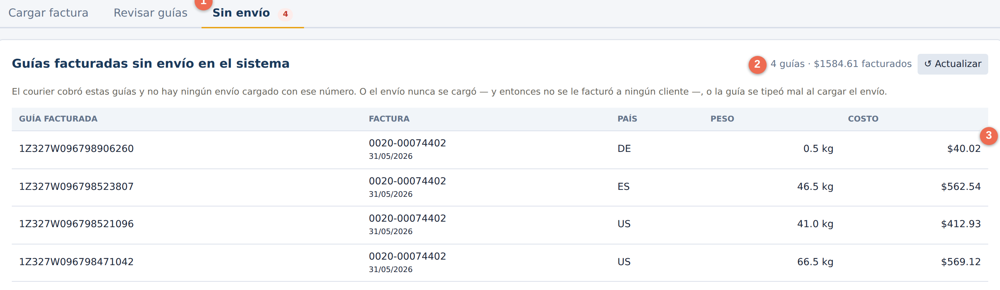 Cargar factura Revisar guías 1 Sin envío 4
Guías facturadas sin envío en el sistema 2 4 guías · $1584.61 facturados ↺ Actualizar
El courier cobró estas guías y no hay ningún envío cargado con ese número. O el envío nunca se cargó — y entonces no se le facturó a ningún cliente —, o la guía se tipeó mal al cargar el envío.
GUÍA FACTURADA FACTURA PAÍS PESO COSTO
3
1Z327W096798906260 0020-00074402 DE 0.5 kg $40.02
31/05/2026
1Z327W096798523807 0020-00074402 ES 46.5 kg $562.54
31/05/2026
1Z327W096798521096 0020-00074402 US 41.0 kg $412.93
31/05/2026
1Z327W096798471042 0020-00074402 US 66.5 kg $569.12
31/05/2026